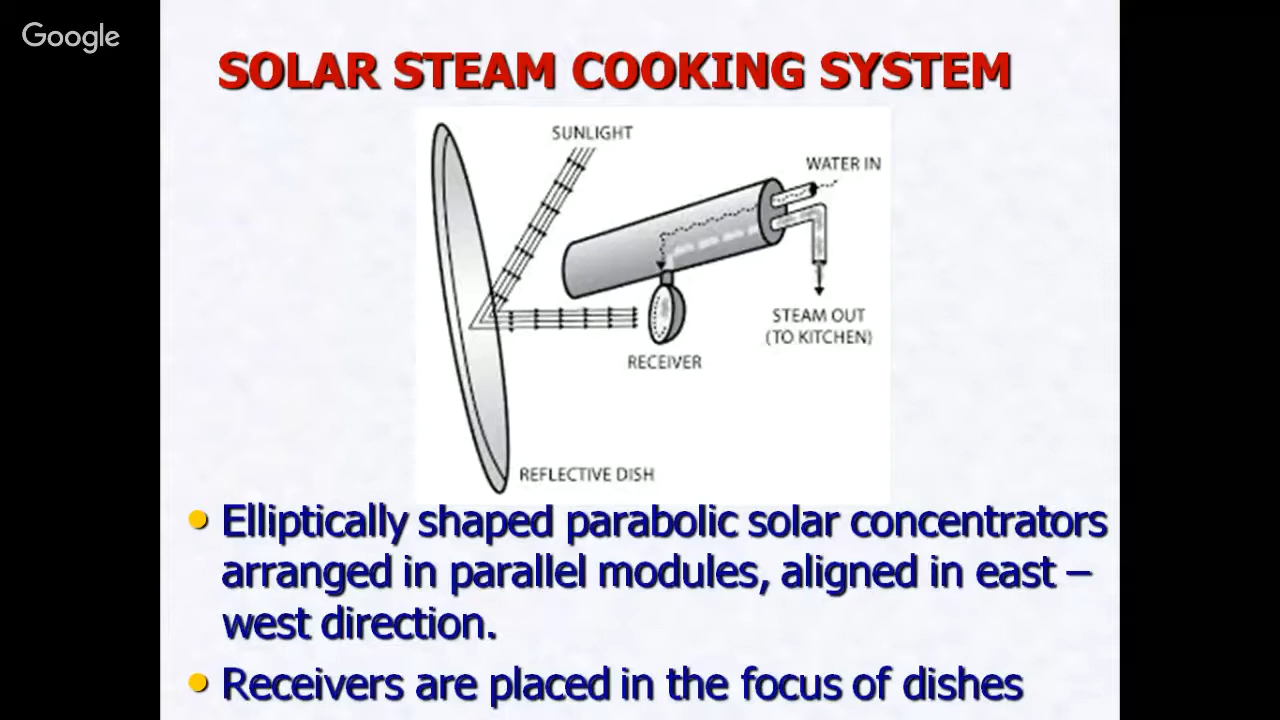 Google
SOLAR STEAM COOKING SYSTEM
SUNLIGHT
WATER IN
STEAM OUT
(TO KITCHEN)
RECEIVER
REFLECTIVE DISH
• Elliptically shaped parabolic solar concentrators
arranged in parallel modules, aligned in east –
west direction.
• Receivers are placed in the focus of dishes